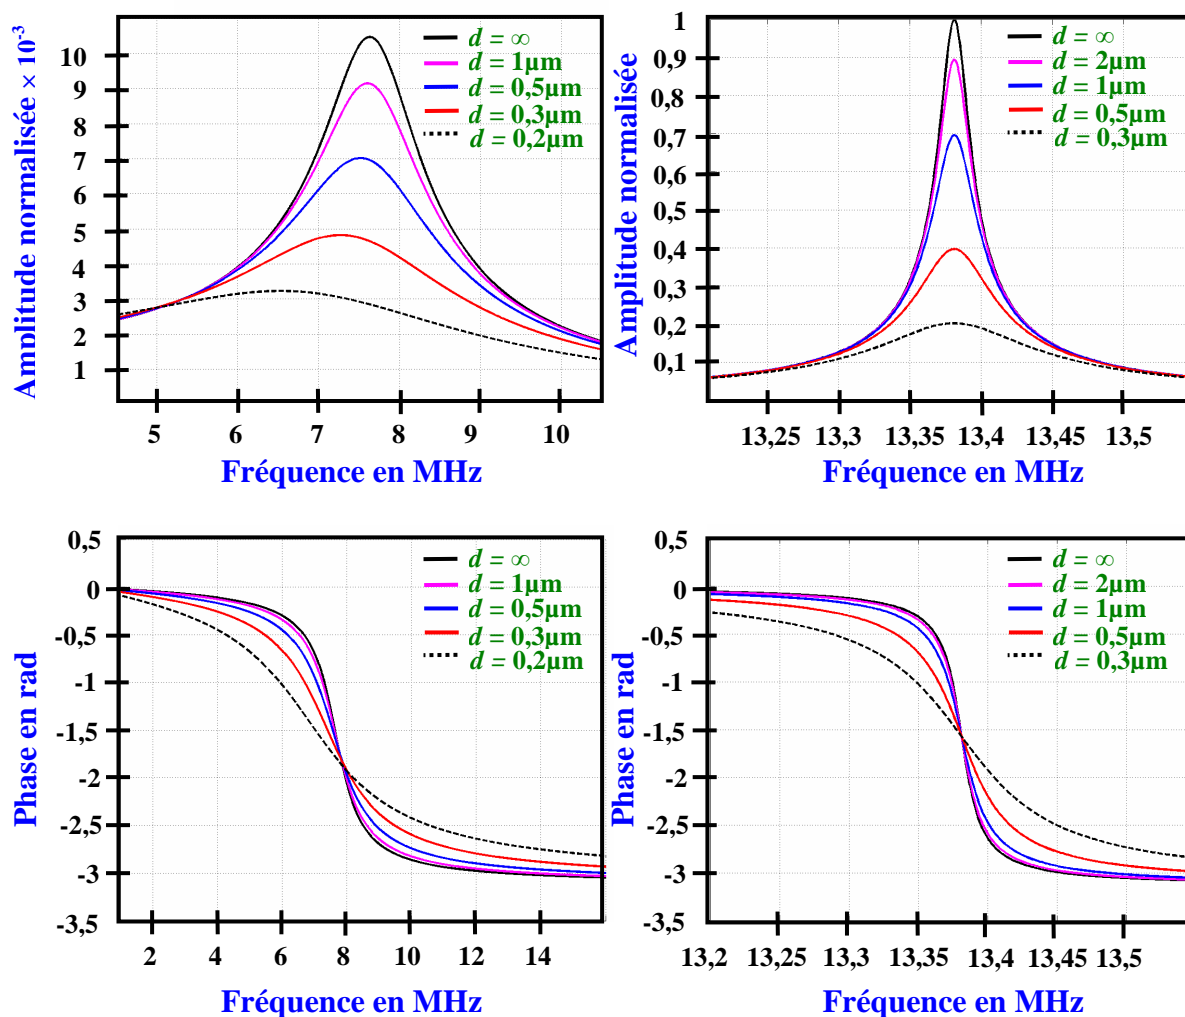 Amplitude normalisée × 10⁻³
10
9
8
7
6
5
4
3
2
1
d = ∞
d = 1µm
d = 0,5µm
d = 0,3µm
d = 0,2µm
5 6 7 8 9 10
Fréquence en MHz
Amplitude normalisée
1
0,9
0,8
0,7
0,6
0,5
0,4
0,3
0,2
0,1
d = ∞
d = 2µm
d = 1µm
d = 0,5µm
d = 0,3µm
13,25 13,3 13,35 13,4 13,45 13,5
Fréquence en MHz
Phase en rad
0,5
0
-0,5
-1
-1,5
-2
-2,5
-3
-3,5
d = ∞
d = 1µm
d = 0,5µm
d = 0,3µm
d = 0,2µm
2 4 6 8 10 12 14
Fréquence en MHz
Phase en rad
0,5
0
-0,5
-1
-1,5
-2
-2,5
-3
-3,5
d = ∞
d = 2µm
d = 1µm
d = 0,5µm
d = 0,3µm
13,2 13,25 13,3 13,35 13,4 13,45 13,5
Fréquence en MHz